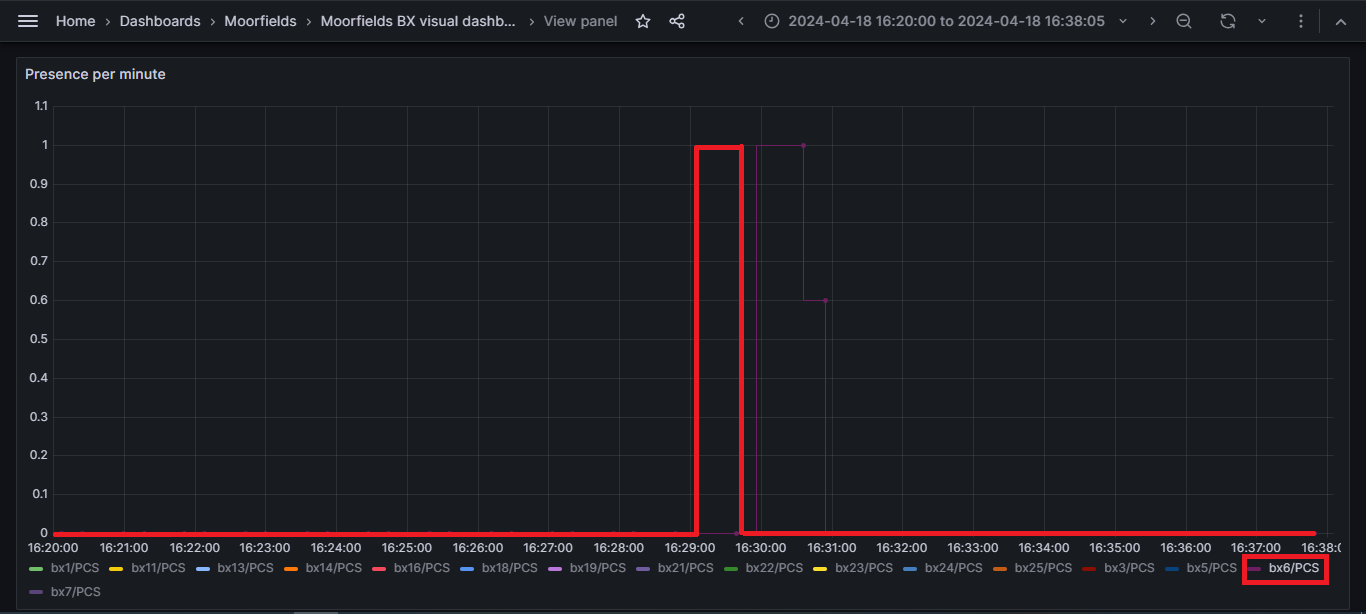 Home › Dashboards › Moorfields › Moorfields BX visual dashb... › View panel 2024-04-18 16:20:00 to 2024-04-18 16:38:05
Presence per minute
1.1
1
0.9
0.8
0.7
0.6
0.5
0.4
0.3
0.2
0.1
0
16:20:00 16:21:00 16:22:00 16:23:00 16:24:00 16:25:00 16:26:00 16:27:00 16:28:00 16:29:00 16:30:00 16:31:00 16:32:00 16:33:00 16:34:00 16:35:00 16:36:00 16:37:00 16:38:0
bx1/PCS bx11/PCS bx13/PCS bx14/PCS bx16/PCS bx18/PCS bx19/PCS bx21/PCS bx22/PCS bx23/PCS bx24/PCS bx25/PCS bx3/PCS bx5/PCS bx6/PCS
bx7/PCS